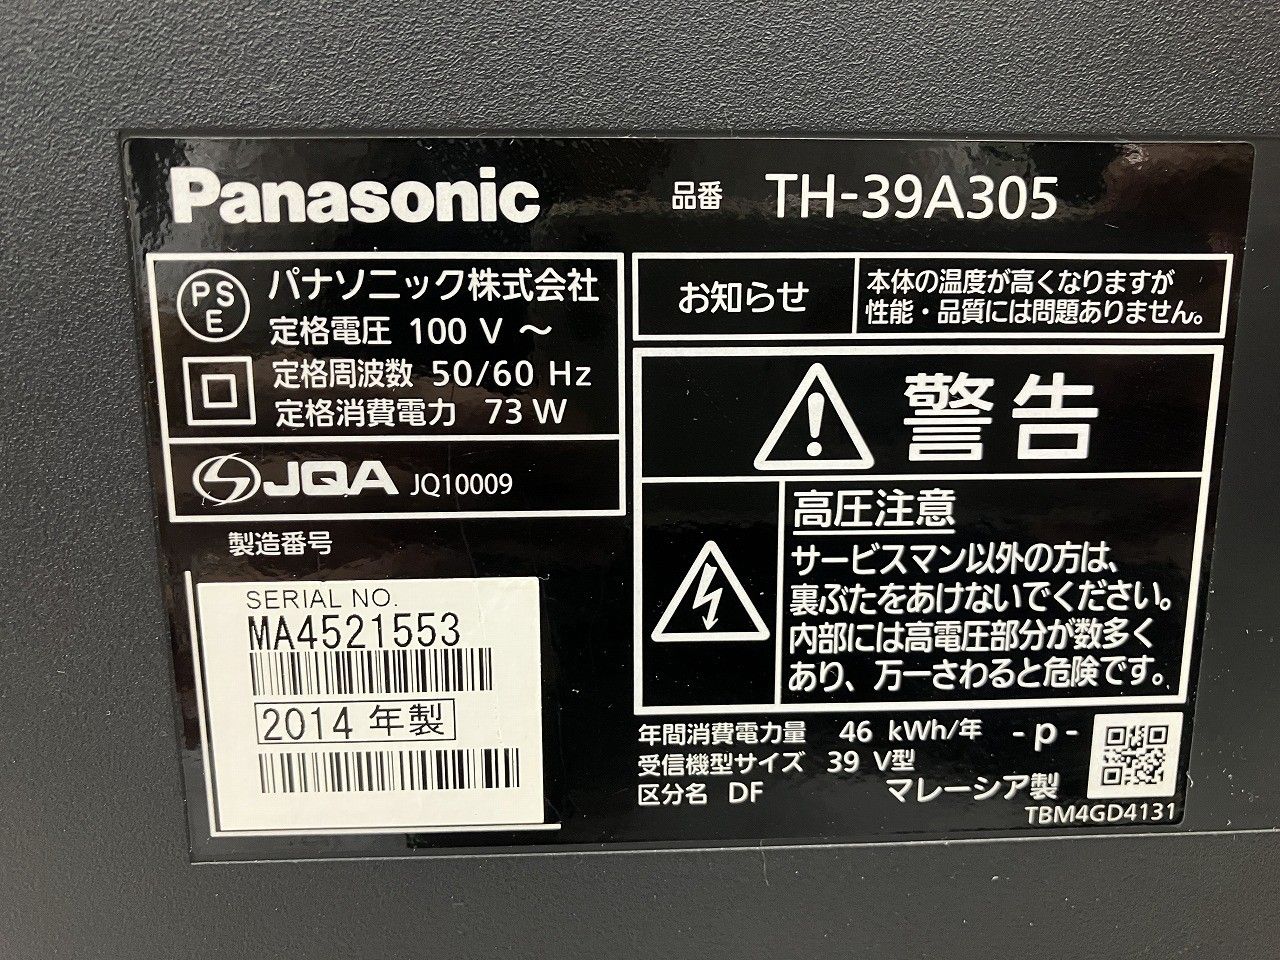 Panasonic
品番 TH-39A305
PS
E
パナソニック株式会社
定格電圧 100 V ～
定格周波数 50/60 Hz
定格消費電力 73 W
JQA JQ10009
製造番号
SERIAL NO.
MA4521553
2014 年製
お知らせ
本体の温度が高くなりますが
性能・品質には問題ありません。
警告
高圧注意
サービスマン以外の方は、
裏ぶたをあけないでください。
内部には高電圧部分が数多く
あり、万一さわると危険です。
年間消費電力量 46 kWh/年 -p-
受信機型サイズ 39 V型
区分名 DF マレーシア製
TBM4GD4131